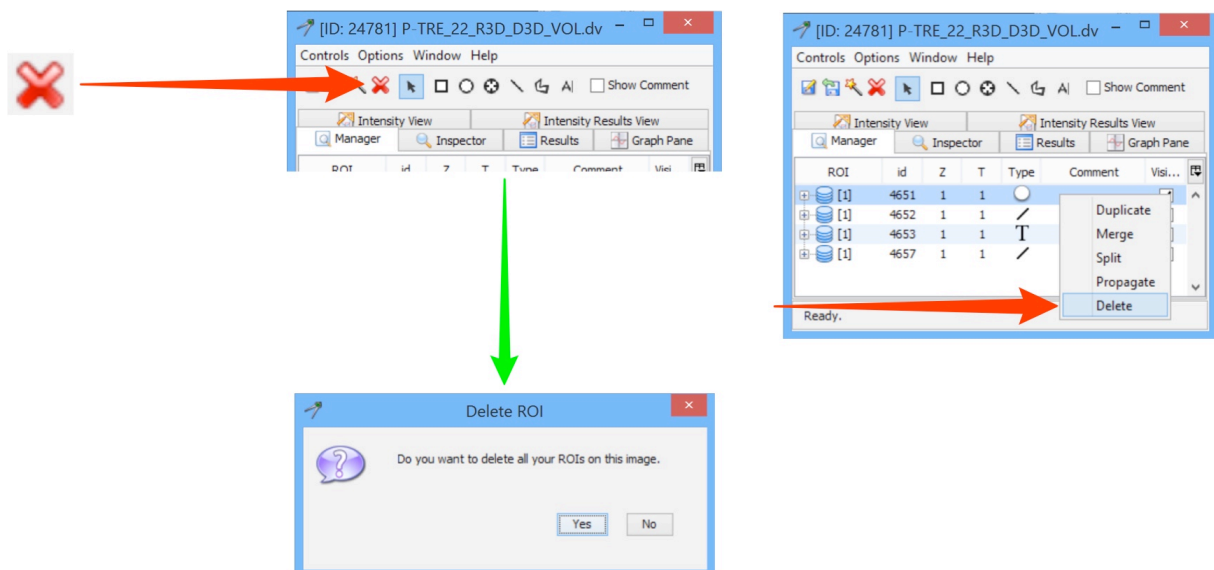 [ID: 24781] P-TRE_22_R3D_D3D_VOL.dv
Controls Options Window Help
Show Comment
Intensity View Intensity Results View
Manager Inspector Results Graph Pane
ROI id Z T Type Comment Visi
Delete ROI
Do you want to delete all your ROIs on this image.
Yes No
[ID: 24781] P-TRE_22_R3D_D3D_VOL.dv
Controls Options Window Help
A Show Comment
Intensity View Intensity Results View
Manager Inspector Results Graph Pane
ROI id Z T Type Comment Visi...
[1] 4651 1 1
[1] 4652 1 1
[1] 4653 1 1 T
[1] 4657 1 1
Duplicate
Merge
Split
Propagate
Delete
Ready.